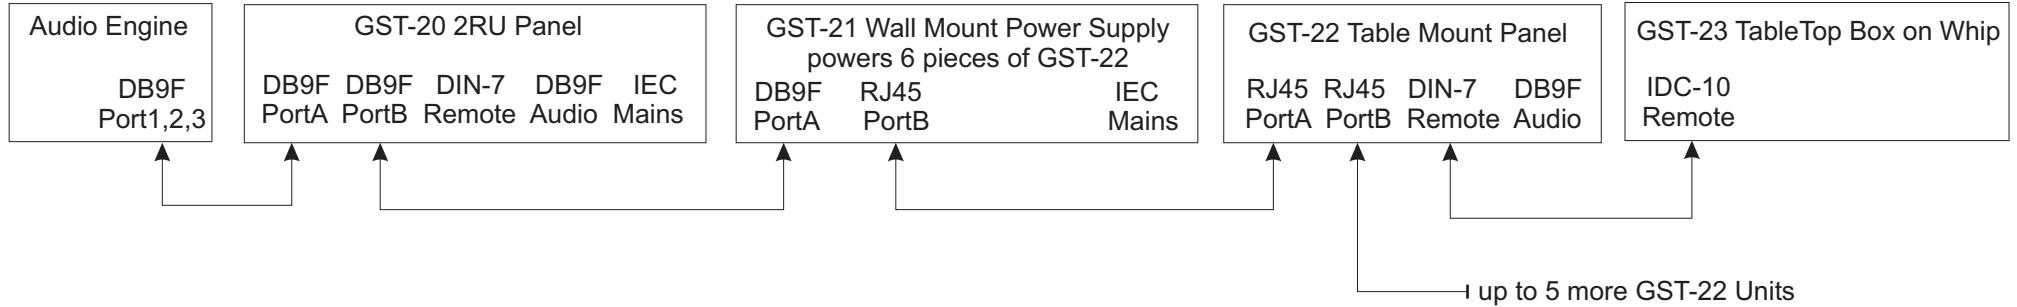 Audio Engine
DB9F
Port1,2,3
GST-20 2RU Panel
DB9F DB9F DIN-7 DB9F IEC
PortA PortB Remote Audio Mains
GST-21 Wall Mount Power Supply
powers 6 pieces of GST-22
DB9F RJ45 IEC
PortA PortB Mains
GST-22 Table Mount Panel
RJ45 RJ45 DIN-7 DB9F
PortA PortB Remote Audio
GST-23 TableTop Box on Whip
IDC-10
Remote
up to 5 more GST-22 Units